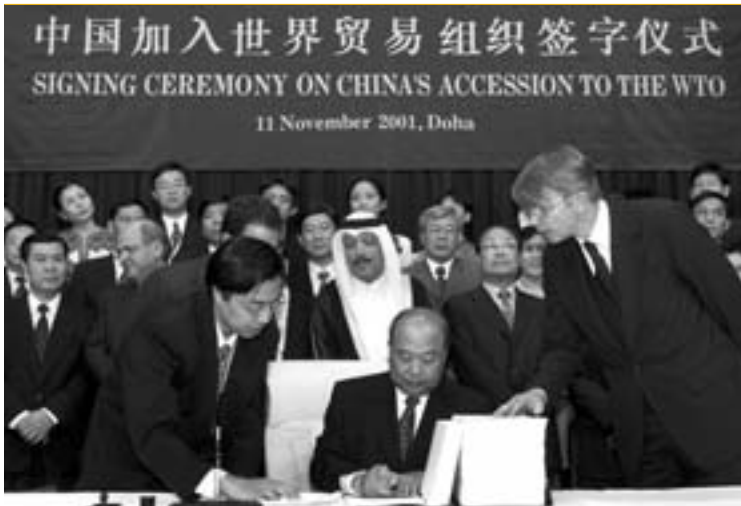 中国加入世界贸易组织签字仪式
SIGNING CEREMONY ON CHINA'S ACCESSION TO THE WTO
11 November 2001, Doha